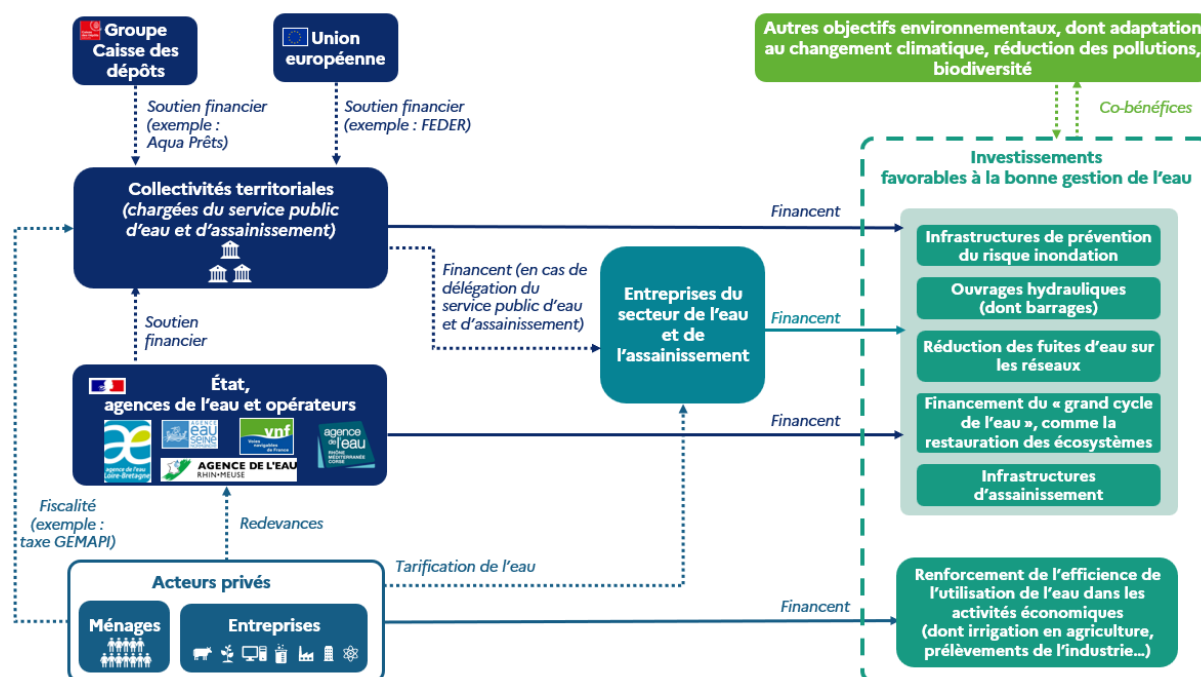 Groupe
Caisse des
dépôts
Union
européenne
Autres objectifs environnementaux, dont adaptation
au changement climatique, réduction des pollutions,
biodiversité
Soutien financier
(exemple :
Aqua Prêts)
Soutien financier
(exemple : FEDER)
Co-bénéfices
Collectivités territoriales
(chargées du service public
d'eau et d'assainissement)
Financent
Investissements
favorables à la bonne gestion de l'eau
Infrastructures de prévention
du risque inondation
Ouvrages hydrauliques
(dont barrages)
Réduction des fuites d'eau sur
les réseaux
Financement du « grand cycle
de l'eau », comme la
restauration des écosystèmes
Infrastructures
d'assainissement
Financent (en cas de
délégation du
service public d'eau
et d'assainissement)
Entreprises du
secteur de l'eau
et de
l'assainissement
Financent
Soutien
financier
État,
agences de l'eau et opérateurs
agence de l'eau
Loire-Bretagne
AGENCE
eau
SEINE
vnf
Voies
navigables
de France
agence
de l'eau
RHÔNE
MÉDITERRANÉE
CORSE
AGENCE DE L'EAU
RHIN•MEUSE
Financent
Fiscalité
(exemple :
taxe GEMAPI)
Redevances
Tarification de l'eau
Acteurs privés
Ménages
Entreprises
Financent
Renforcement de l'efficience de
l'utilisation de l'eau dans les
activités économiques
(dont irrigation en agriculture,
prélèvements de l'industrie…)